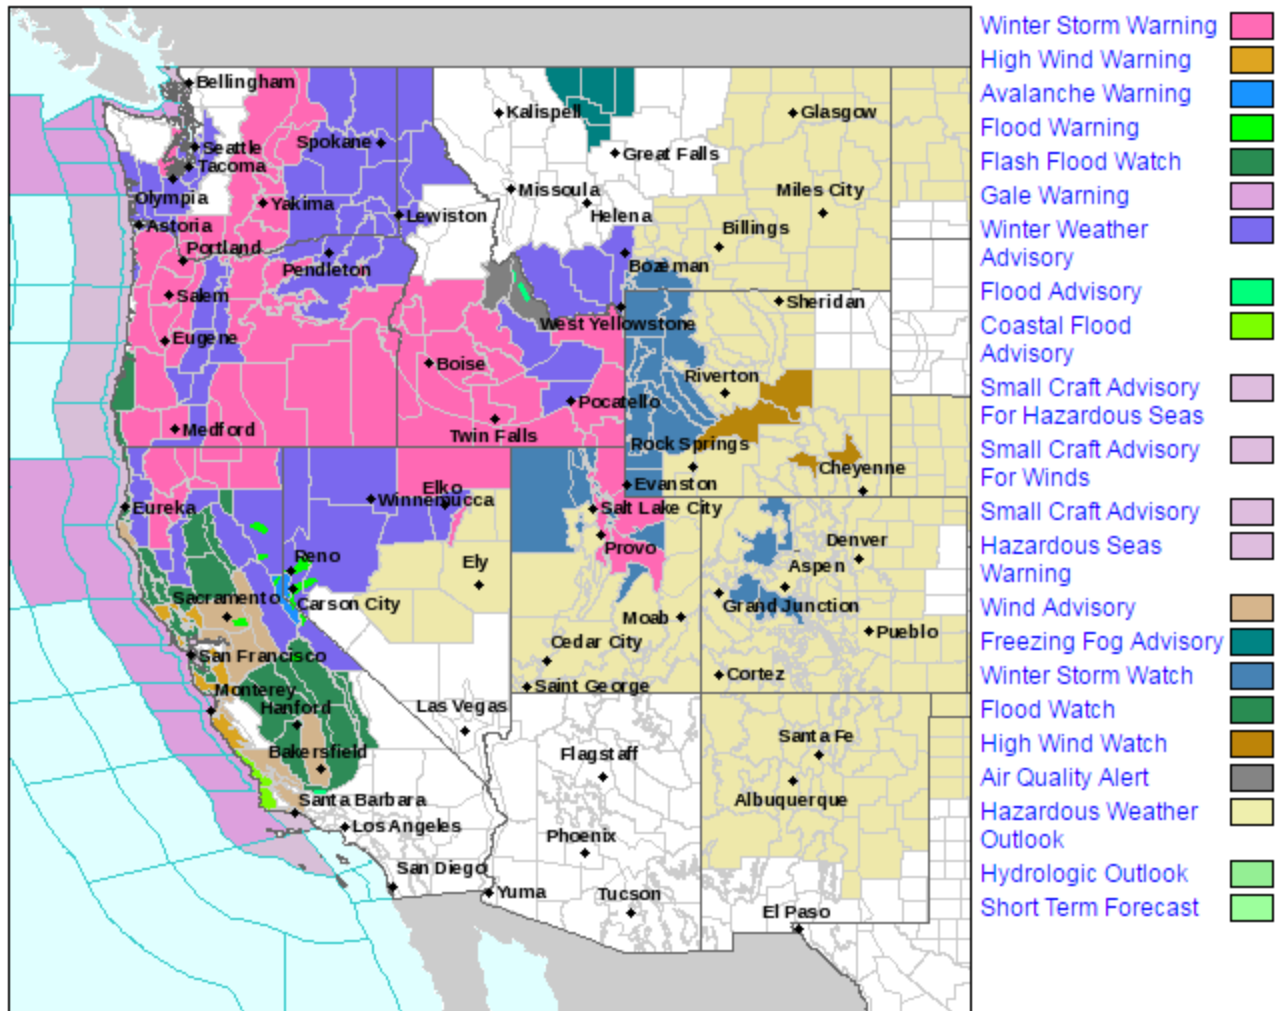 Bellingham
Kalispell
Glasgow
Seattle
Spokane
Great Falls
Tacoma
Missoula
Miles City
Olympia
Yakima
Lewiston
Helena
Astoria
Billings
Portland
Pendleton
Bozeman
Salem
Sheridan
West Yellowstone
Eugene
Boise
Riverton
Pocatello
Medford
Twin Falls
Rock Springs
Cheyenne
Elko
Evanston
Winnemucca
Eureka
Salt Lake City
Provo
Denver
Reno
Ely
Aspen
Sacramento
Carson City
Grand Junction
Moab
Pueblo
Cedar City
San Francisco
Cortez
Saint George
Monterey
Hanford
Las Vegas
Santa Fe
Bakersfield
Flagstaff
Santa Barbara
Albuquerque
Los Angeles
Phoenix
San Diego
Yuma
Tucson
El Paso
Winter Storm Warning
High Wind Warning
Avalanche Warning
Flood Warning
Flash Flood Watch
Gale Warning
Winter Weather
Advisory
Flood Advisory
Coastal Flood
Advisory
Small Craft Advisory
For Hazardous Seas
Small Craft Advisory
For Winds
Small Craft Advisory
Hazardous Seas
Warning
Wind Advisory
Freezing Fog Advisory
Winter Storm Watch
Flood Watch
High Wind Watch
Air Quality Alert
Hazardous Weather
Outlook
Hydrologic Outlook
Short Term Forecast